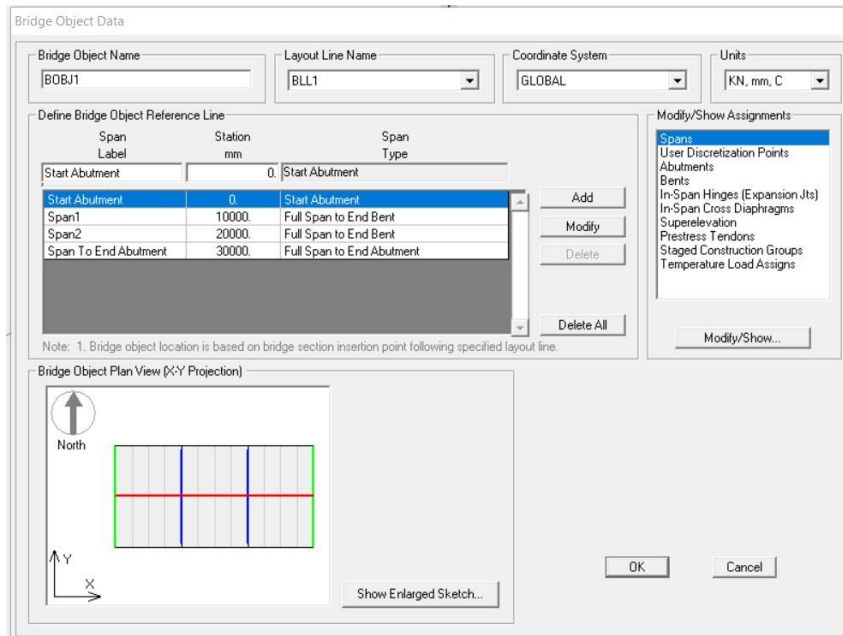 Bridge Object Data
Bridge Object Name
BOBJ1
Layout Line Name
BLL1
Coordinate System
GLOBAL
Units
KN, mm, C
Define Bridge Object Reference Line
Span Station Span
Label mm Type
Start Abutment 0. Start Abutment
Start Abutment 0. Start Abutment
Span1 10000. Full Span to End Bent
Span2 20000. Full Span to End Bent
Span To End Abutment 30000. Full Span to End Abutment
Add
Modify
Delete
Delete All
Note: 1. Bridge object location is based on bridge section insertion point following specified layout line.
Modify/Show Assignments
Spans
User Discretization Points
Abutments
Bents
In-Span Hinges (Expansion Jts)
In-Span Cross Diaphragms
Superelevation
Prestress Tendons
Staged Construction Groups
Temperature Load Assigns
Modify/Show...
Bridge Object Plan View (X-Y Projection)
North
Y
X
Show Enlarged Sketch...
OK
Cancel